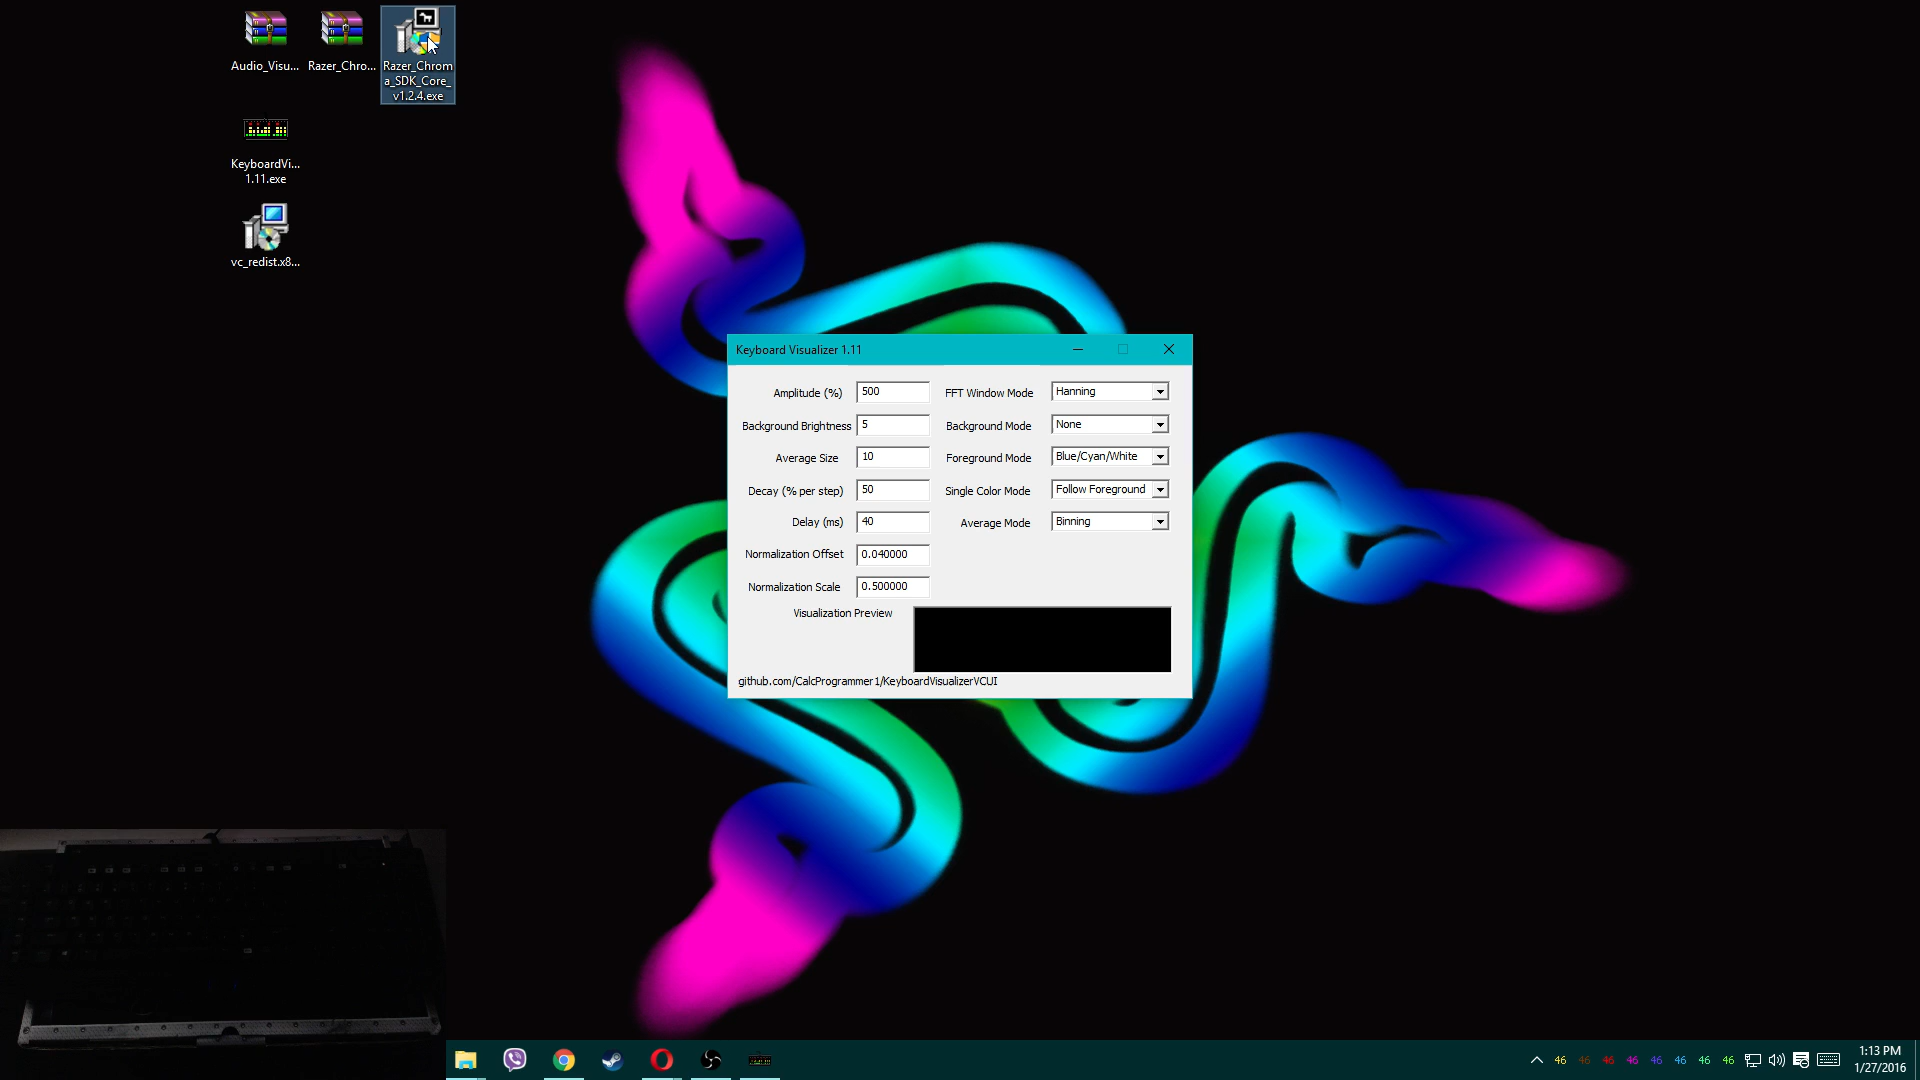 Audio_Visu...
Razer_Chro...
Razer_Chrom
a_SDK_Core_
v1.2.4.exe
KeyboardVi...
1.11.exe
vc_redist.x8...
Keyboard Visualizer 1.11
Amplitude (%) 500 FFT Window Mode Hanning
Background Brightness 5 Background Mode None
Average Size 10 Foreground Mode Blue/Cyan/White
Decay (% per step) 50 Single Color Mode Follow Foreground
Delay (ms) 40 Average Mode Binning
Normalization Offset 0.040000
Normalization Scale 0.500000
Visualization Preview
github.com/CalcProgrammer1/KeyboardVisualizerVCUI
46 46 46 46 46 46 46 46
1:13 PM
1/27/2016